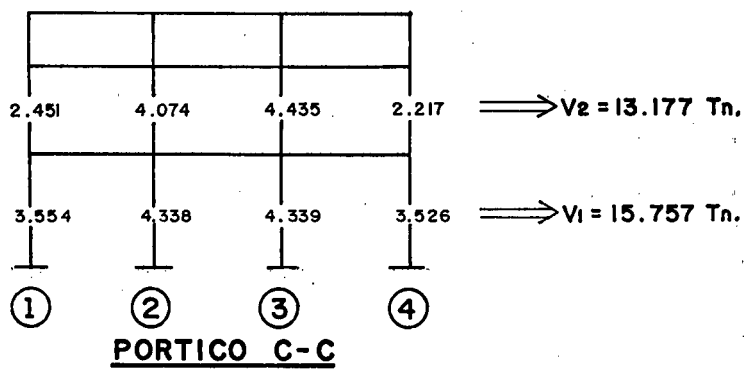 2.451 4.074 4.435 2.217 V2 = 13.177 Tn.
3.554 4.338 4.339 3.526 V1 = 15.757 Tn.
1 2 3 4
PORTICO C-C